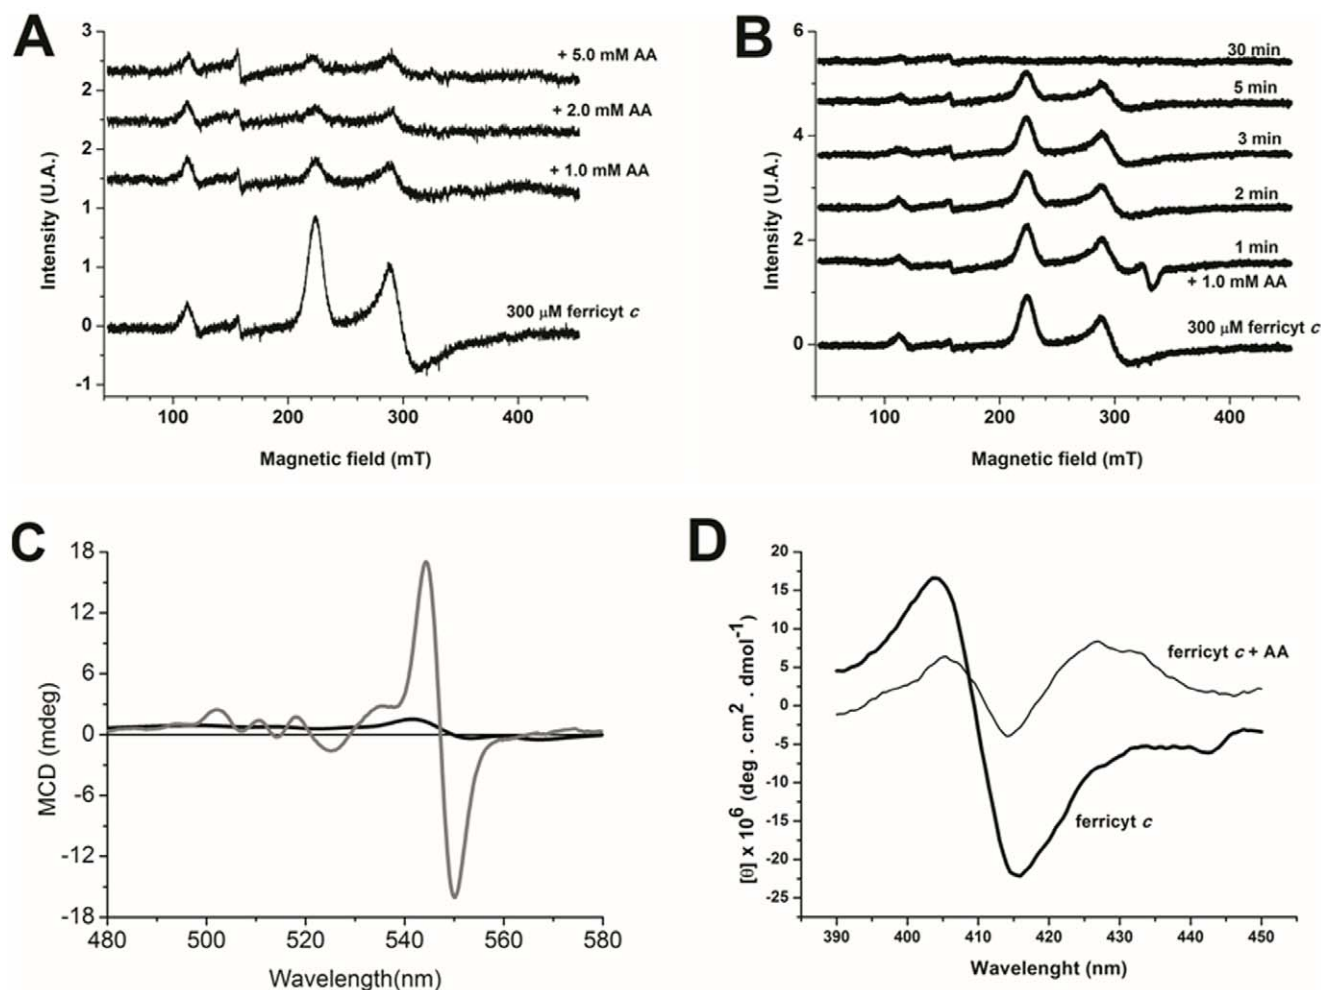 A
3
2
2
1
1
0
-1
Intensity (U.A.)
+ 5.0 mM AA
+ 2.0 mM AA
+ 1.0 mM AA
300 µM ferricyt c
100 200 300 400
Magnetic field (mT)
B
6
4
2
0
Intensity (U.A.)
30 min
5 min
3 min
2 min
1 min
+ 1.0 mM AA
300 µM ferricyt c
100 200 300 400
Magnetic field (mT)
C
18
12
6
0
-6
-12
-18
MCD (mdeg)
480 500 520 540 560 580
Wavelength(nm)
D
20
15
10
5
0
-5
-10
-15
-20
-25
[θ] x 10⁶ (deg . cm² . dmol⁻¹)
ferricyt c + AA
ferricyt c
390 400 410 420 430 440 450
Wavelenght (nm)